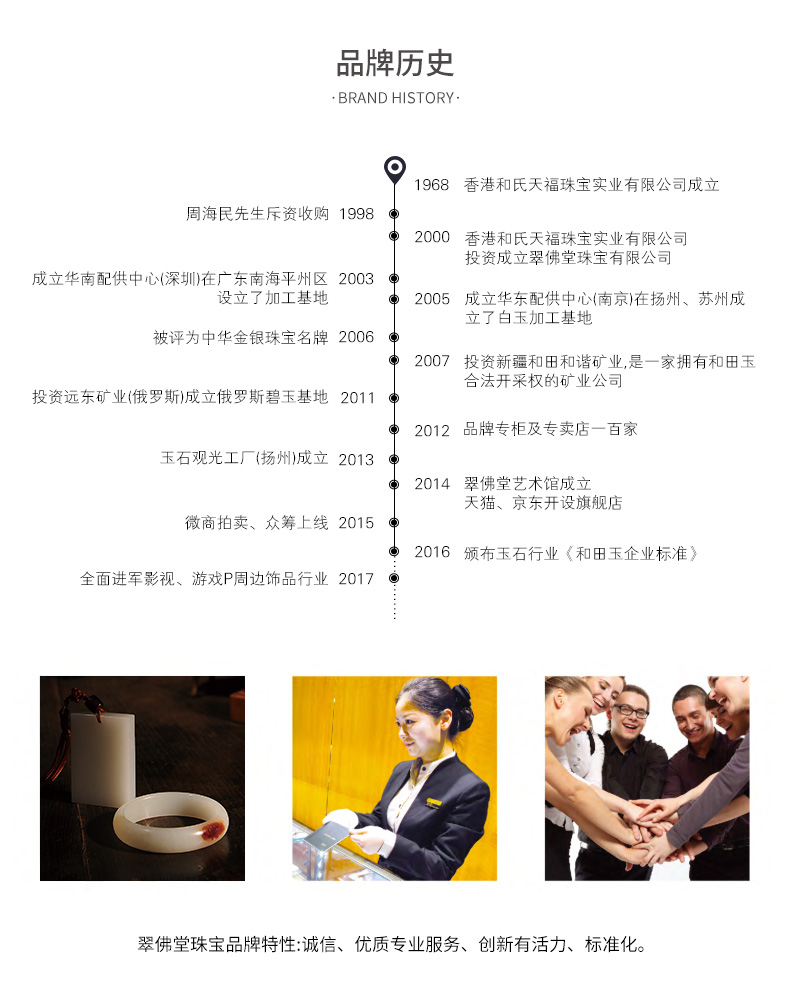 品牌历史
·BRAND HISTORY·
1968 香港和氏天福珠宝实业有限公司成立
周海民先生斥资收购 1998
2000 香港和氏天福珠宝实业有限公司
投资成立翠佛堂珠宝有限公司
成立华南配供中心(深圳)在广东南海平州区 2003
设立了加工基地
2005 成立华东配供中心(南京)在扬州、苏州成
立了白玉加工基地
被评为中华金银珠宝名牌 2006
2007 投资新疆和田和谐矿业,是一家拥有和田玉
合法开采权的矿业公司
投资远东矿业(俄罗斯)成立俄罗斯碧玉基地 2011
2012 品牌专柜及专卖店一百家
玉石观光工厂(扬州)成立 2013
2014 翠佛堂艺术馆成立
天猫、京东开设旗舰店
微商拍卖、众筹上线 2015
2016 颁布玉石行业《和田玉企业标准》
全面进军影视、游戏P周边饰品行业 2017
翠佛堂珠宝品牌特性:诚信、优质专业服务、创新有活力、标准化。